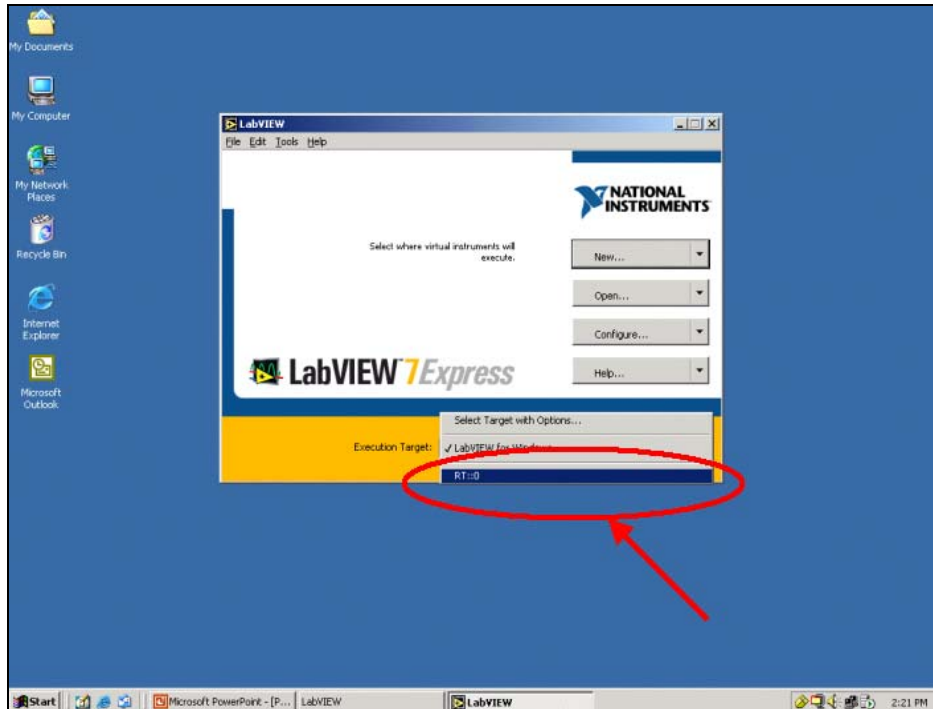 My Documents
My Computer
My Network
Places
Recycle Bin
Internet
Explorer
Microsoft
Outlook
LabVIEW
File Edit Tools Help
NATIONAL
INSTRUMENTS
Select where virtual instruments will
execute.
New...
Open...
Configure...
Help...
LabVIEW 7 Express
Select Target with Options...
Execution Target:
✓ LabVIEW for Windows
RT::0
Start
Microsoft PowerPoint - [P...
LabVIEW
LabVIEW
2:21 PM